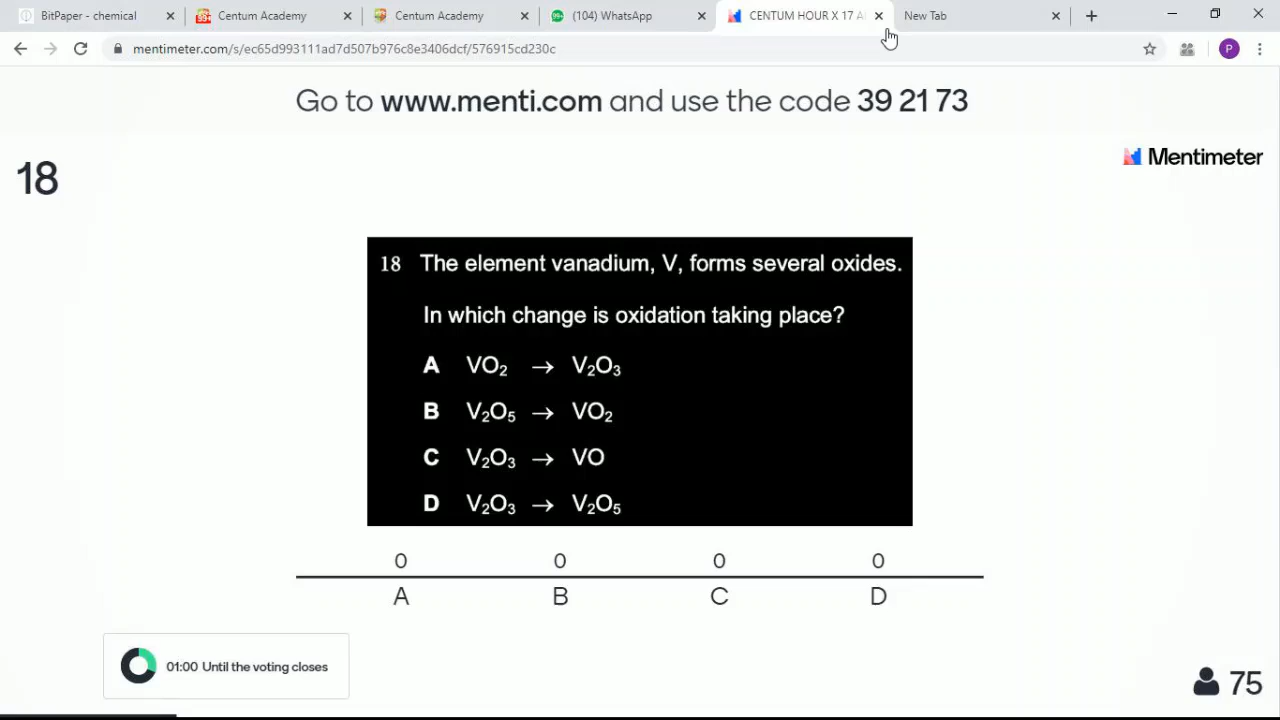 BitPaper - chemical
Centum Academy
Centum Academy
(104) WhatsApp
CENTUM HOUR X 17 A
New Tab
mentimeter.com/s/ec65d993111ad7d507b976c8e3406dcf/576915cd230c
P
Go to www.menti.com and use the code 39 21 73
18
Mentimeter
18 The element vanadium, V, forms several oxides.
In which change is oxidation taking place?
A VO₂ → V₂O₃
B V₂O₅ → VO₂
C V₂O₃ → VO
D V₂O₃ → V₂O₅
0 0 0 0
A B C D
01:00 Until the voting closes
75